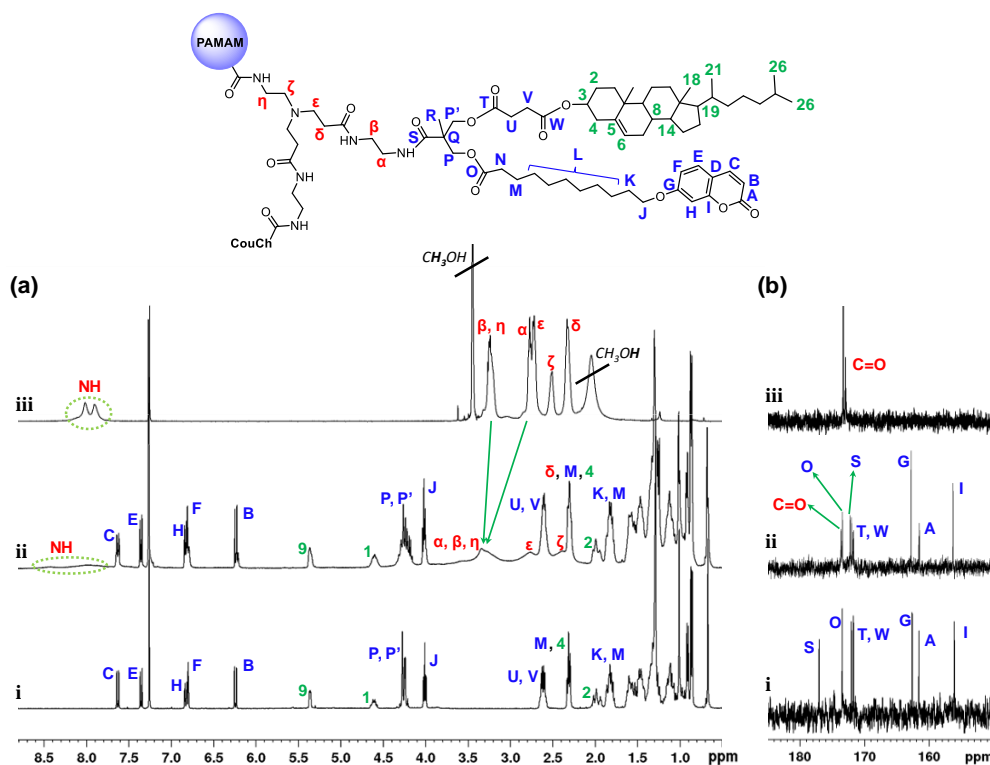 PAMAM
O
NH
η
ζ
N
ε
δ
O
N
H
β
α
H
N
O
S
R
Q
P'
P
O
T
O
U
V
O
W
O
2
3
4
5
6
8
14
18
19
21
26
26
O
O
N
M
L
K
J
O
G
F
E
D
C
B
A
H
I
O
O
O
NH
O
NH
CouCh
(a)
CH3OH
β, η
α
ε
ζ
δ
CH3OH
NH
iii
P, P'
J
δ, M, 4
U, V
K, M
C
E
H
F
B
9
1
α, β, η
ε
ζ
2
NH
ii
P, P'
J
M, 4
U, V
K, M
C
E
H
F
B
9
1
2
i
8.5 8.0 7.5 7.0 6.5 6.0 5.5 5.0 4.5 4.0 3.5 3.0 2.5 2.0 1.5 1.0 ppm
(b)
iii
C=O
O
S
G
I
C=O
T, W
A
ii
S
O
T, W
G
A
I
i
180 170 160 ppm